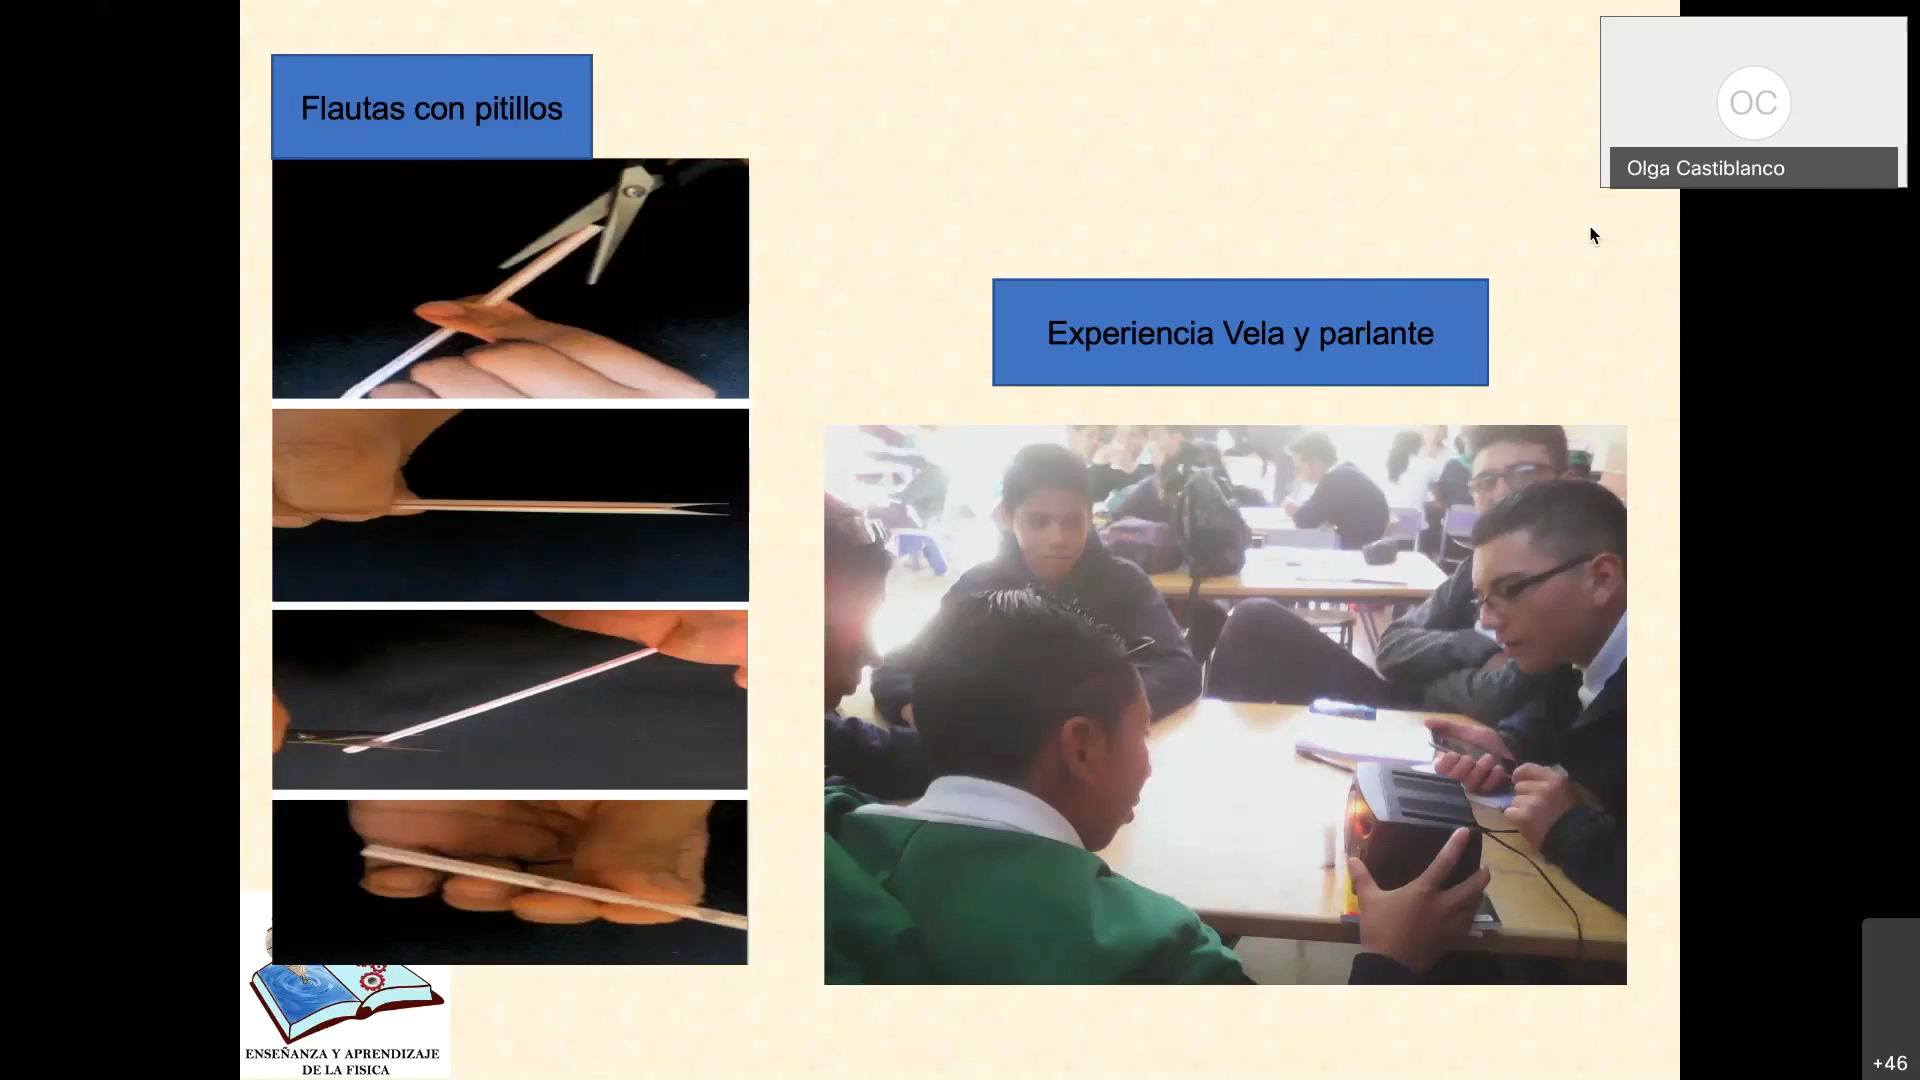 Flautas con pitillos
OC
Olga Castiblanco
Experiencia Vela y parlante
ENSEÑANZA Y APRENDIZAJE
DE LA FISICA
+46